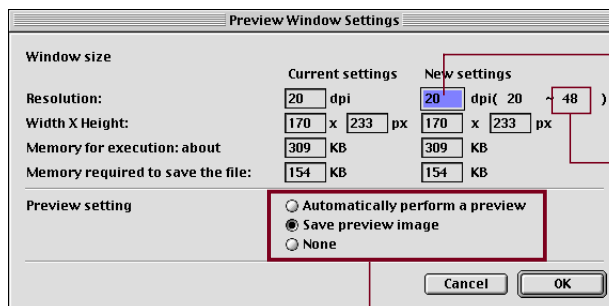 Preview Window Settings
Window size
Current settings New settings
Resolution: 20 dpi 20 dpi( 20 ~ 48 )
Width X Height: 170 x 233 px 170 x 233 px
Memory for execution: about 309 KB 309 KB
Memory required to save the file: 154 KB 154 KB
Preview setting Automatically perform a preview
Save preview image
None
Cancel OK